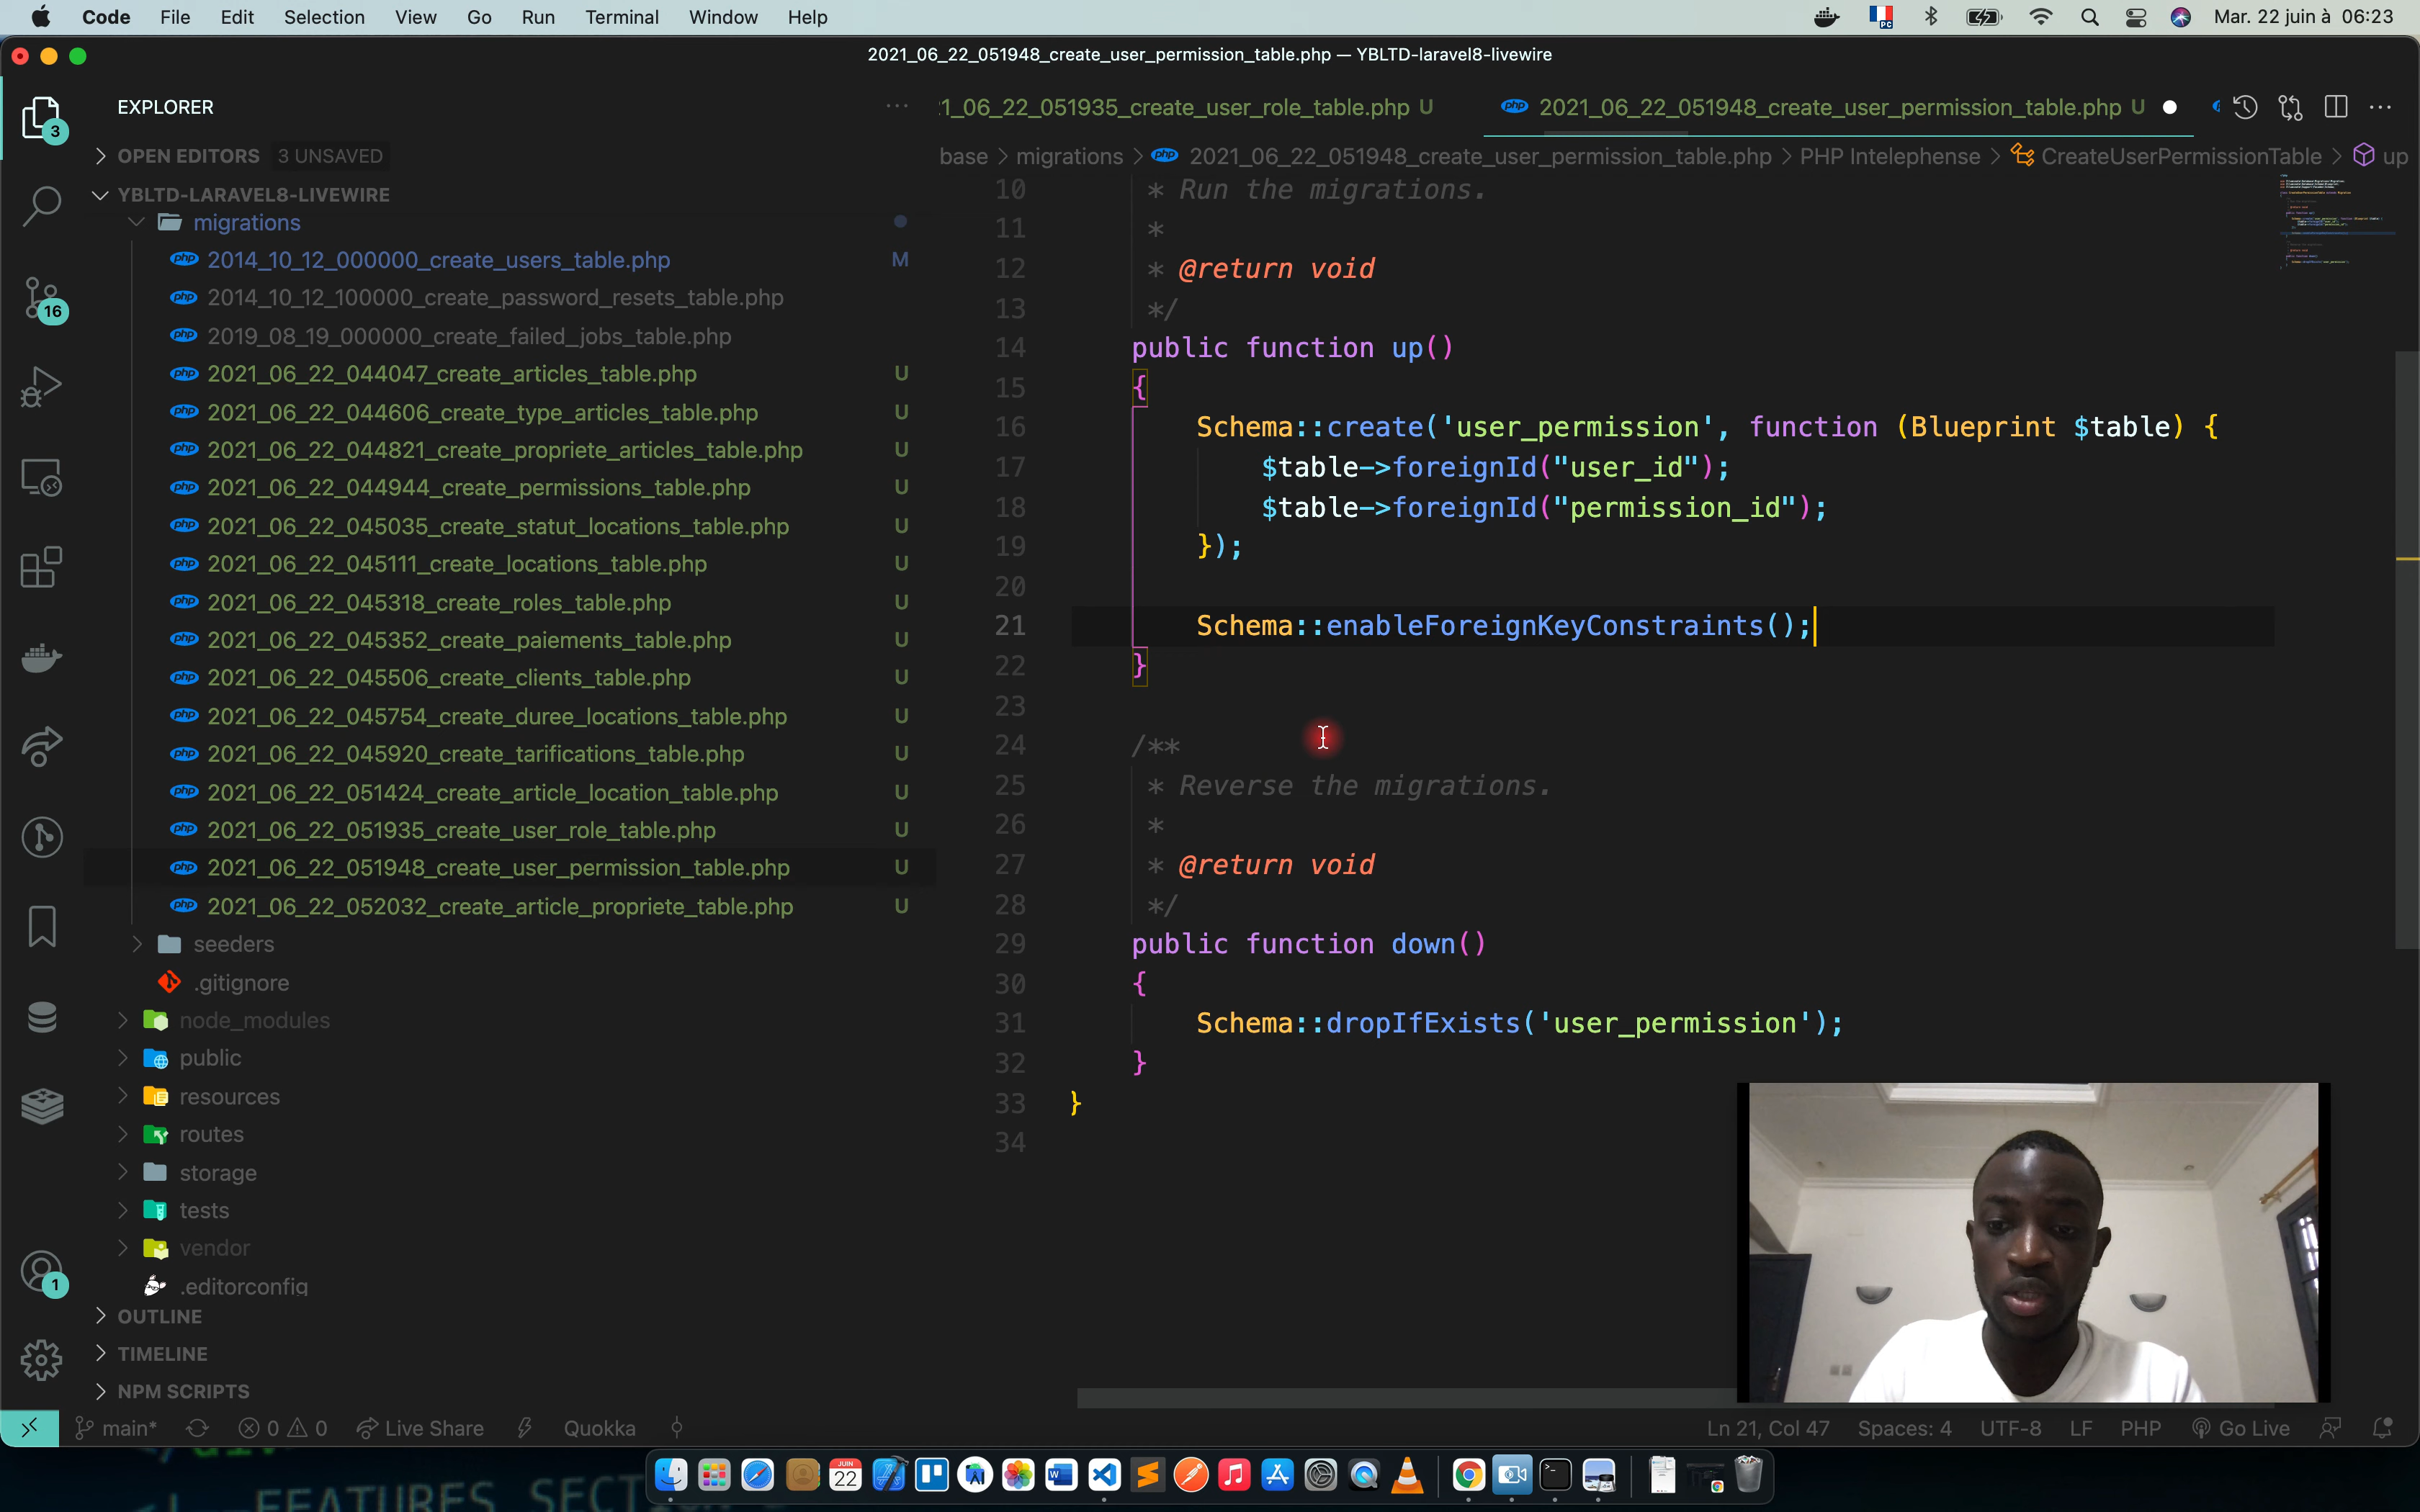 Code File Edit Selection View Go Run Terminal Window Help
Mar. 22 juin à 06:23
2021_06_22_051948_create_user_permission_table.php — YBLTD-laravel8-livewire
EXPLORER
OPEN EDITORS 3 UNSAVED
YBLTD-LARAVEL8-LIVEWIRE
migrations
2014_10_12_000000_create_users_table.php M
2014_10_12_100000_create_password_resets_table.php
2019_08_19_000000_create_failed_jobs_table.php
2021_06_22_044047_create_articles_table.php U
2021_06_22_044606_create_type_articles_table.php U
2021_06_22_044821_create_propriete_articles_table.php U
2021_06_22_044944_create_permissions_table.php U
2021_06_22_045035_create_statut_locations_table.php U
2021_06_22_045111_create_locations_table.php U
2021_06_22_045318_create_roles_table.php U
2021_06_22_045352_create_paiements_table.php U
2021_06_22_045506_create_clients_table.php U
2021_06_22_045754_create_duree_locations_table.php U
2021_06_22_045920_create_tarifications_table.php U
2021_06_22_051424_create_article_location_table.php U
2021_06_22_051935_create_user_role_table.php U
2021_06_22_051948_create_user_permission_table.php U
2021_06_22_052032_create_article_propriete_table.php U
seeders
.gitignore
node_modules
public
resources
routes
storage
tests
vendor
.editorconfig
OUTLINE
TIMELINE
NPM SCRIPTS
3
16
1
1_06_22_051935_create_user_role_table.php U
2021_06_22_051948_create_user_permission_table.php U
base > migrations > 2021_06_22_051948_create_user_permission_table.php > PHP Intelephense > CreateUserPermissionTable > up
10 * Run the migrations.
11 *
12 * @return void
13 */
14 public function up()
15 {
16 Schema::create('user_permission', function (Blueprint $table) {
17 $table->foreignId("user_id");
18 $table->foreignId("permission_id");
19 });
20
21 Schema::enableForeignKeyConstraints();
22 }
23
24 /**
25 * Reverse the migrations.
26 *
27 * @return void
28 */
29 public function down()
30 {
31 Schema::dropIfExists('user_permission');
32 }
33 }
34
main* 0 0 Live Share Quokka
Ln 21, Col 47 Spaces: 4 UTF-8 LF PHP Go Live
JUIN
22
FEATURES SECT